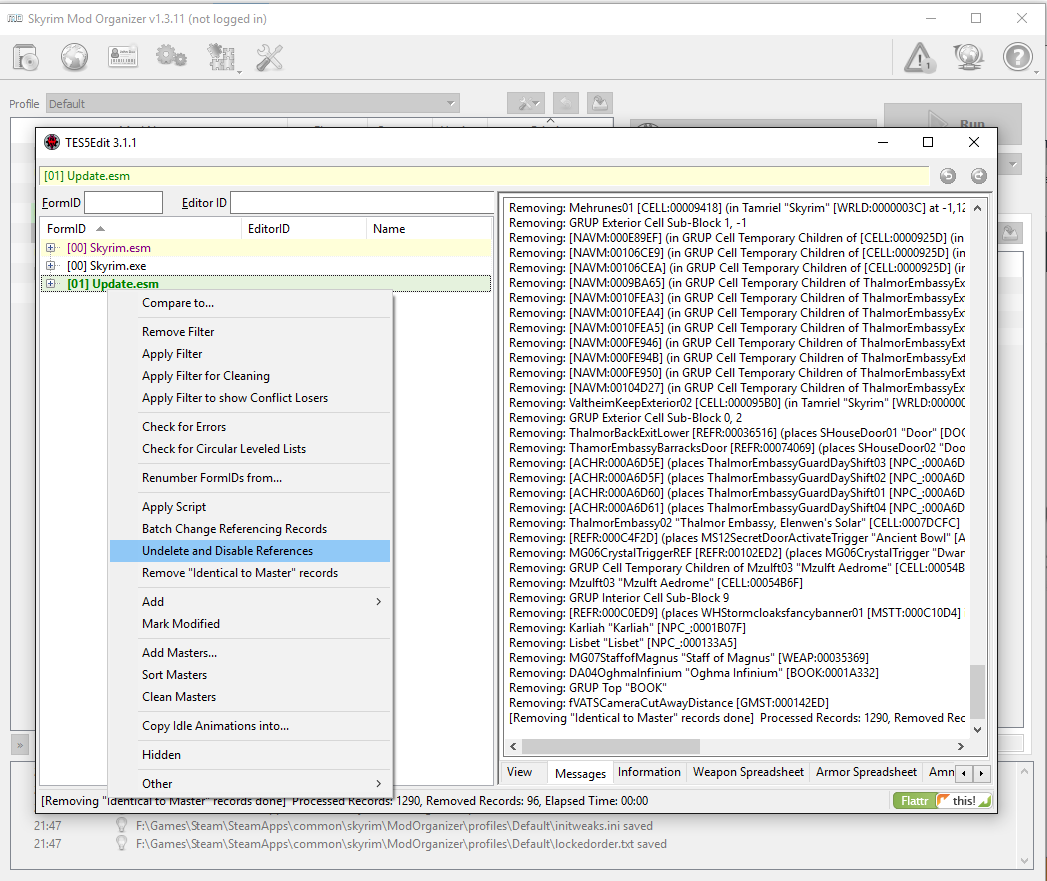 Skyrim Mod Organizer v1.3.11 (not logged in)
Profile
Default
Run
TES5Edit 3.1.1
[01] Update.esm
FormID
Editor ID
FormID
EditorID
Name
[00] Skyrim.esm
[00] Skyrim.exe
[01] Update.esm
Compare to...
Remove Filter
Apply Filter
Apply Filter for Cleaning
Apply Filter to show Conflict Losers
Check for Errors
Check for Circular Leveled Lists
Renumber FormIDs from...
Apply Script
Batch Change Referencing Records
Undelete and Disable References
Remove "Identical to Master" records
Add
Mark Modified
Add Masters...
Sort Masters
Clean Masters
Copy Idle Animations into...
Hidden
Other
Removing: Mehrunes01 [CELL:00009418] (in Tamriel "Skyrim" [WRLD:0000003C] at -1,12
Removing: GRUP Exterior Cell Sub-Block 1, -1
Removing: [NAVM:000E89EF] (in GRUP Cell Temporary Children of [CELL:0000925D] (in
Removing: [NAVM:00106CE9] (in GRUP Cell Temporary Children of [CELL:0000925D] (in
Removing: [NAVM:00106CEA] (in GRUP Cell Temporary Children of [CELL:0000925D] (in
Removing: [NAVM:0009BA65] (in GRUP Cell Temporary Children of ThalmorEmbassyEx
Removing: [NAVM:0010FEA3] (in GRUP Cell Temporary Children of ThalmorEmbassyExt
Removing: [NAVM:0010FEA4] (in GRUP Cell Temporary Children of ThalmorEmbassyExt
Removing: [NAVM:0010FEA5] (in GRUP Cell Temporary Children of ThalmorEmbassyExt
Removing: [NAVM:000FE946] (in GRUP Cell Temporary Children of ThalmorEmbassyExt
Removing: [NAVM:000FE94B] (in GRUP Cell Temporary Children of ThalmorEmbassyExt
Removing: [NAVM:000FE950] (in GRUP Cell Temporary Children of ThalmorEmbassyExt
Removing: [NAVM:00104D27] (in GRUP Cell Temporary Children of ThalmorEmbassyExt
Removing: ValtheimKeepExterior02 [CELL:000095B0] (in Tamriel "Skyrim" [WRLD:000000
Removing: GRUP Exterior Cell Sub-Block 0, 2
Removing: ThalmorBackExitLower [REFR:00036516] (places SHouseDoor01 "Door" [DOO
Removing: ThamorEmbassyBarracksDoor [REFR:00074069] (places SHouseDoor02 "Doo
Removing: [ACHR:000A6D5E] (places ThalmorEmbassyGuardDayShift03 [NPC_:000A6D
Removing: [ACHR:000A6D5F] (places ThalmorEmbassyGuardDayShift02 [NPC_:000A6D
Removing: [ACHR:000A6D60] (places ThalmorEmbassyGuardDayShift01 [NPC_:000A6D
Removing: [ACHR:000A6D61] (places ThalmorEmbassyGuardDayShift04 [NPC_:000A6D
Removing: ThalmorEmbassy02 "Thalmor Embassy, Elenwen's Solar" [CELL:0007DCFC]
Removing: [REFR:000C4F2D] (places MS12SecretDoorActivateTrigger "Ancient Bowl" [A
Removing: MG06CrystalTriggerREF [REFR:00102ED2] (places MG06CrystalTrigger "Dwar
Removing: GRUP Cell Temporary Children of Mzulft03 "Mzulft Aedrome" [CELL:00054B
Removing: Mzulft03 "Mzulft Aedrome" [CELL:00054B6F]
Removing: GRUP Interior Cell Sub-Block 9
Removing: [REFR:000C0ED9] (places WHStormcloaksfancybanner01 [MSTT:000C10D4]
Removing: Karliah "Karliah" [NPC_:0001B07F]
Removing: Lisbet "Lisbet" [NPC_:000133A5]
Removing: MG07StaffofMagnus "Staff of Magnus" [WEAP:00035369]
Removing: DA04OghmaInfinium "Oghma Infinium" [BOOK:0001A332]
Removing: GRUP Top "BOOK"
Removing: fVATSCameraCutAwayDistance [GMST:000142ED]
[Removing "Identical to Master" records done] Processed Records: 1290, Removed Rec
View
Messages
Information
Weapon Spreadsheet
Armor Spreadsheet
Amn
[Removing "Identical to Master" records done] Processed Records: 1290, Removed Records: 96, Elapsed Time: 00:00
Flattr
this!
21:47
F:\Games\Steam\SteamApps\common\skyrim\ModOrganizer\profiles\Default\initweaks.ini saved
21:47
F:\Games\Steam\SteamApps\common\skyrim\ModOrganizer\profiles\Default\lockedorder.txt saved